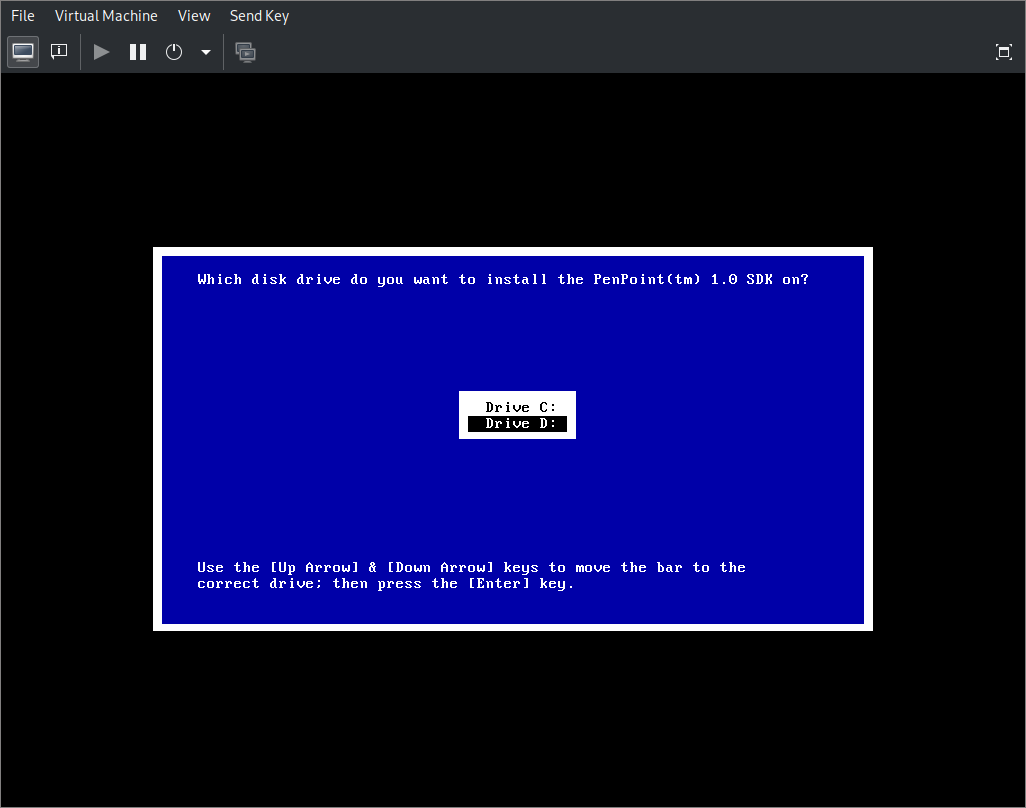 File Virtual Machine View Send Key
Which disk drive do you want to install the PenPoint(tm) 1.0 SDK on?
Drive C:
Drive D:
Use the [Up Arrow] & [Down Arrow] keys to move the bar to the
correct drive; then press the [Enter] key.